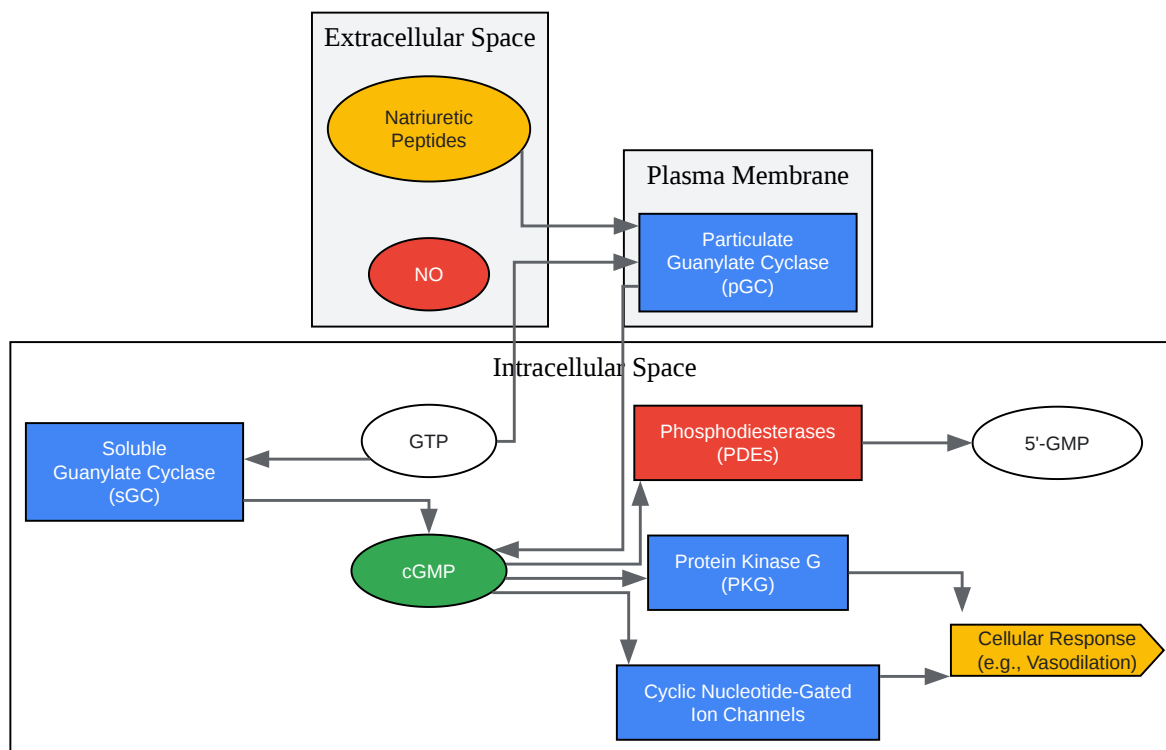 Extracellular Space
Natriuretic
Peptides
Plasma Membrane
Particulate
Guanylate Cyclase
(pGC)
NO
Intracellular Space
Soluble
Guanylate Cyclase
(sGC)
GTP
Phosphodiesterases
(PDEs)
5'-GMP
cGMP
Protein Kinase G
(PKG)
Cellular Response
(e.g., Vasodilation)
Cyclic Nucleotide-Gated
Ion Channels